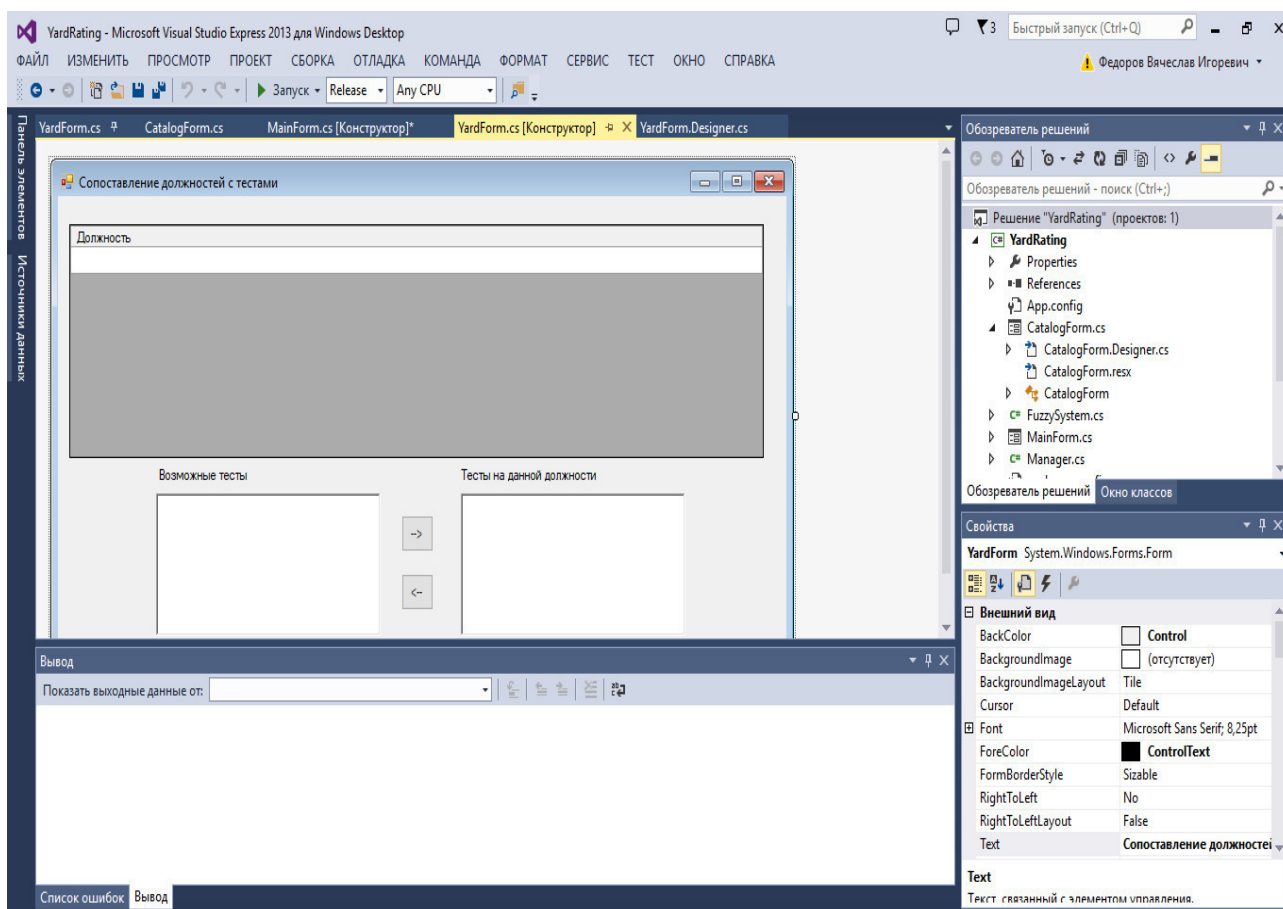 YardRating - Microsoft Visual Studio Express 2013 для Windows Desktop
3
Быстрый запуск (Ctrl+Q)
ФАЙЛ ИЗМЕНИТЬ ПРОСМОТР ПРОЕКТ СБОРКА ОТЛАДКА КОМАНДА ФОРМАТ СЕРВИС ТЕСТ ОКНО СПРАВКА
Федоров Вячеслав Игоревич
Запуск Release Any CPU
Панель элементов
Источники данных
YardForm.cs CatalogForm.cs MainForm.cs [Конструктор]* YardForm.cs [Конструктор] X YardForm.Designer.cs
Сопоставление должностей с тестами
Должность
Возможные тесты Тесты на данной должности
-->
<--
Вывод
Показать выходные данные от:
Список ошибок Вывод
Обозреватель решений
Обозреватель решений - поиск (Ctrl+;)
Решение "YardRating" (проектов: 1)
C# YardRating
Properties
References
App.config
CatalogForm.cs
CatalogForm.Designer.cs
CatalogForm.resx
CatalogForm
C# FuzzySystem.cs
MainForm.cs
C# Manager.cs
Обозреватель решений Окно классов
Свойства
YardForm System.Windows.Forms.Form
Внешний вид
BackColor Control
BackgroundImage (отсутствует)
BackgroundImageLayout Tile
Cursor Default
Font Microsoft Sans Serif; 8,25pt
ForeColor ControlText
FormBorderStyle Sizable
RightToLeft No
RightToLeftLayout False
Text Сопоставление должностей
Text
Текст, связанный с элементом управления.